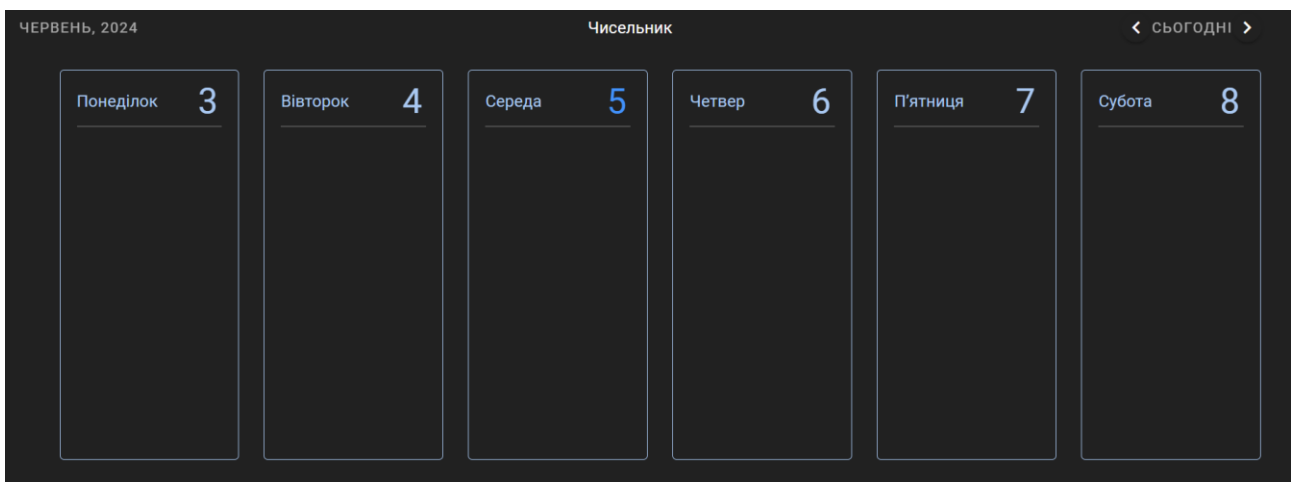 ЧЕРВЕНЬ, 2024 Чисельник СЬОГОДНІ
Понеділок 3
Вівторок 4
Середа 5
Четвер 6
П'ятниця 7
Субота 8